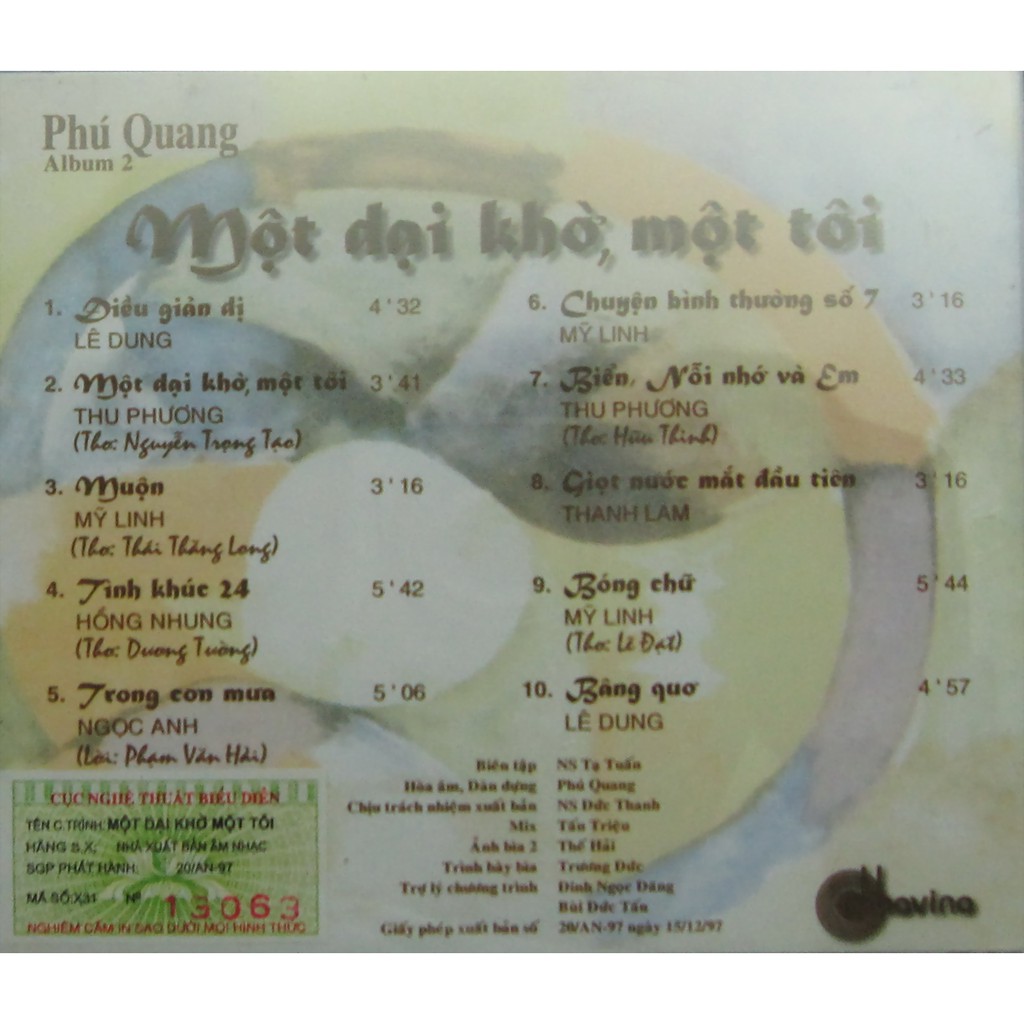 Phú Quang
Album 2
Một dại khờ, một tôi
1. Điều giản dị 4'32
LÊ DUNG
2. Một dại khờ, một tôi 3'41
THU PHƯƠNG
(Thơ: Nguyễn Trọng Tạo)
3. Muộn 3'16
MỸ LINH
(Thơ: Thái Thăng Long)
4. Tình khúc 24 5'42
HỒNG NHUNG
(Thơ: Dương Tường)
5. Trong cơn mưa 5'06
NGỌC ANH
(Lời: Phạm Văn Hải)
6. Chuyện bình thường số 7 3'16
MỸ LINH
7. Biển, Nỗi nhớ và Em 4'33
THU PHƯƠNG
(Thơ: Hữu Thỉnh)
8. Giọt nước mắt đầu tiên 3'16
THANH LAM
9. Bóng chữ 5'44
MỸ LINH
(Thơ: Lê Đạt)
10. Bâng quơ 4'57
LÊ DUNG
Biên tập NS Tạ Tuấn
Hòa âm, Dàn dựng Phú Quang
Chịu trách nhiệm xuất bản NS Đức Thanh
Mix Tấn Triệu
Ảnh bìa 2 Thế Hải
Trình bày bìa Trương Đức
Trợ lý chương trình Đinh Ngọc Dăng
Bùi Đức Tấn
Giấy phép xuất bản số 20/AN-97 ngày 15/12/97
CỤC NGHỆ THUẬT BIỂU DIỄN
TÊN C.TRÌNH: MỘT DẠI KHỜ MỘT TÔI
HÃNG S.X: NHÀ XUẤT BẢN ÂM NHẠC
SGP PHÁT HÀNH: 20/AN-97
MÃ SỐ:X31 Nº 13063
NGHIÊM CẤM IN SAO DƯỚI MỌI HÌNH THỨC